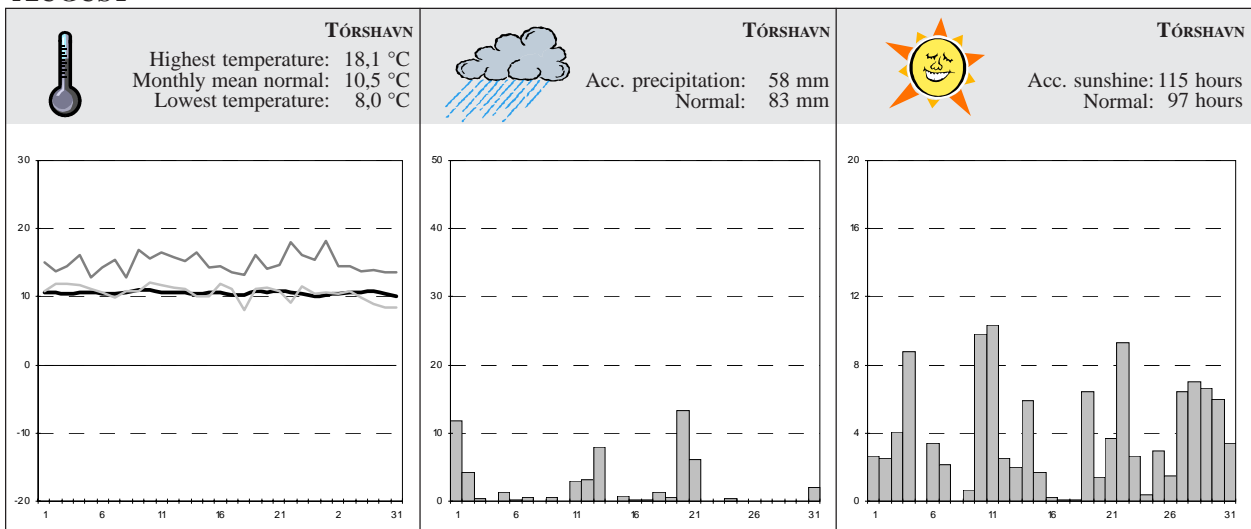 TÓRSHAVN
Highest temperature: 18,1 °C
Monthly mean normal: 10,5 °C
Lowest temperature: 8,0 °C
TÓRSHAVN
Acc. precipitation: 58 mm
Normal: 83 mm
TÓRSHAVN
Acc. sunshine: 115 hours
Normal: 97 hours
30
20
10
0
-10
-20
1 6 11 16 21 2 31
50
40
30
20
10
0
1 6 11 16 21 26 31
20
16
12
8
4
0
1 6 11 16 21 26 31